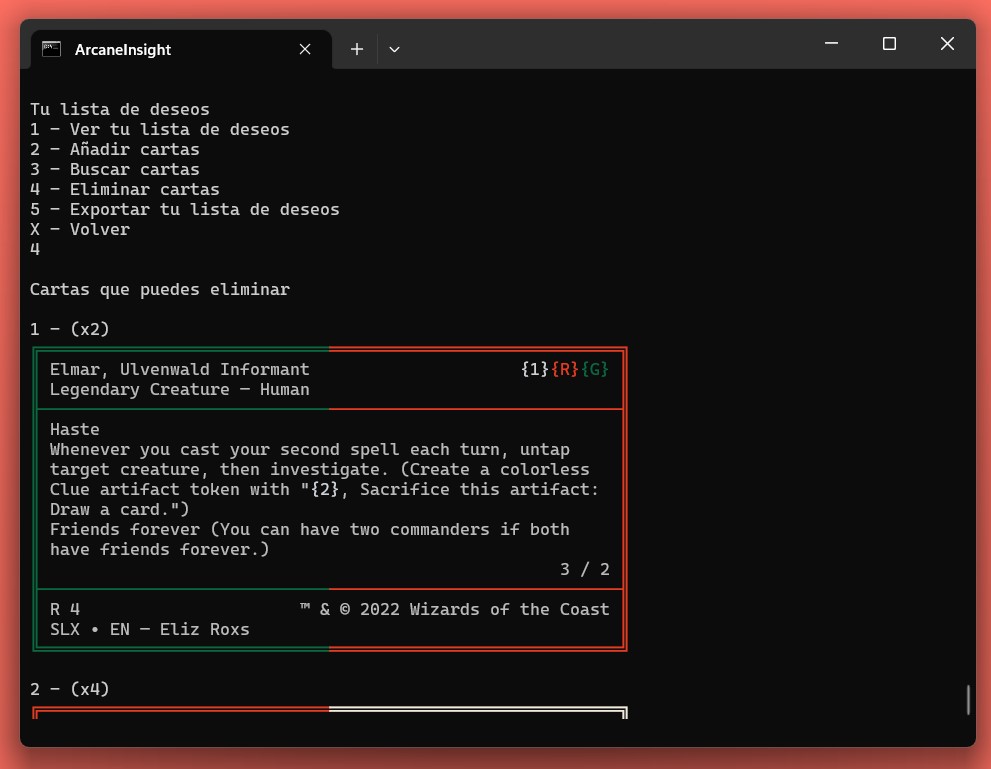 ArcaneInsight
Tu lista de deseos
1 – Ver tu lista de deseos
2 – Añadir cartas
3 – Buscar cartas
4 – Eliminar cartas
5 – Exportar tu lista de deseos
X – Volver
4
Cartas que puedes eliminar
1 – (x2)
Elmar, Ulvenwald Informant {1}{R}{G}
Legendary Creature — Human
Haste
Whenever you cast your second spell each turn, untap
target creature, then investigate. (Create a colorless
Clue artifact token with "{2}, Sacrifice this artifact:
Draw a card.")
Friends forever (You can have two commanders if both
have friends forever.)
3 / 2
R 4 ™ & © 2022 Wizards of the Coast
SLX • EN — Eliz Roxs
2 – (x4)